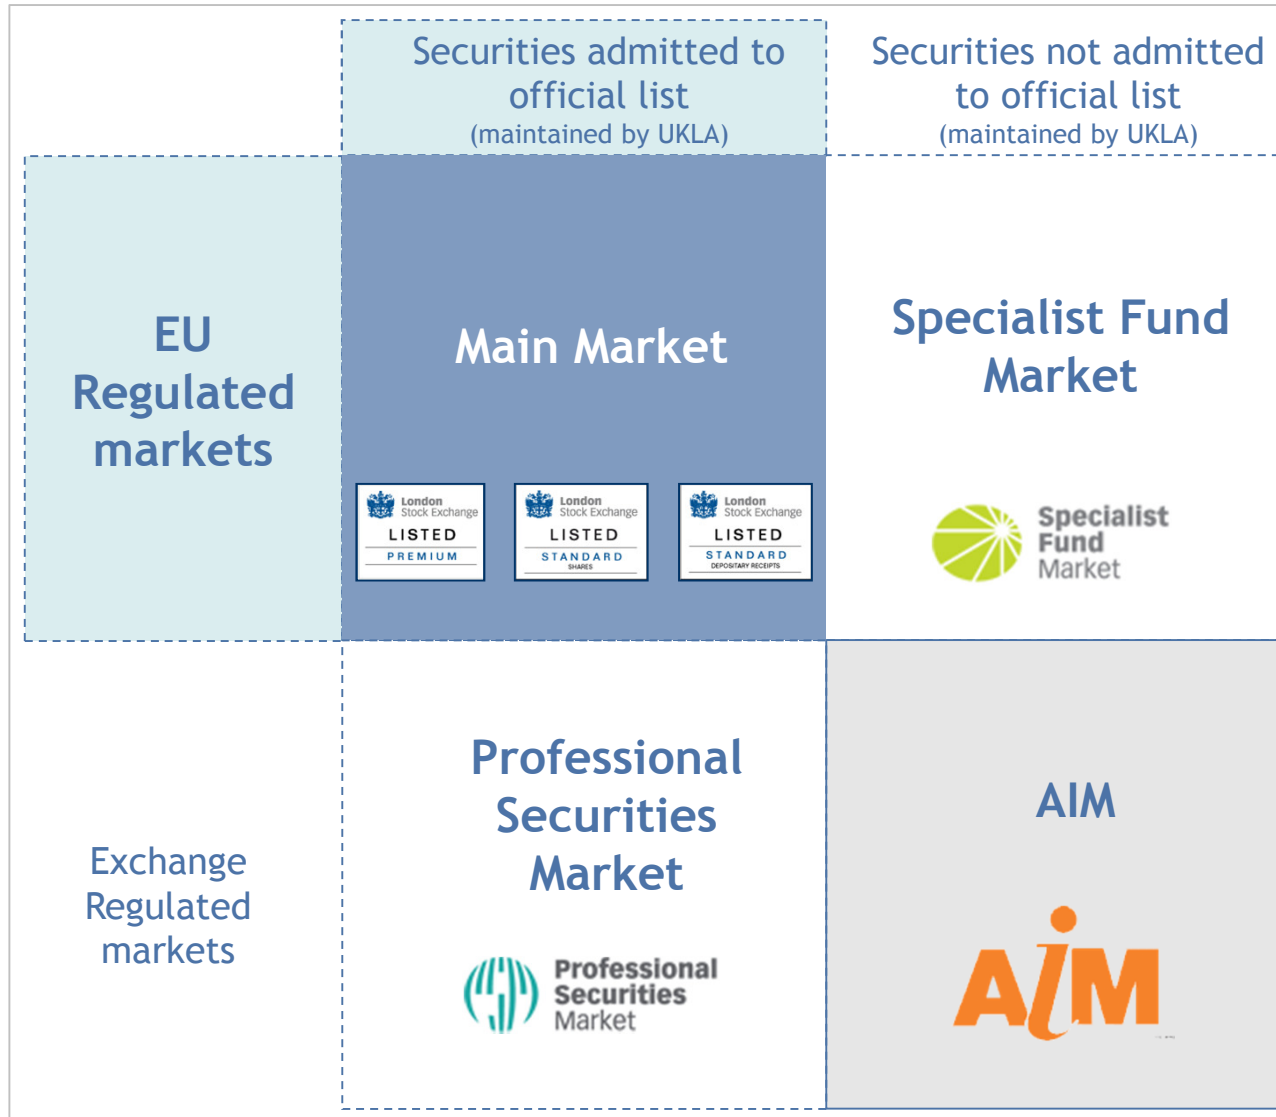 Securities admitted to
official list
(maintained by UKLA)
Securities not admitted
to official list
(maintained by UKLA)
EU
Regulated
markets
Main Market
London
Stock Exchange
LISTED
PREMIUM
London
Stock Exchange
LISTED
STANDARD
SHARES
London
Stock Exchange
LISTED
STANDARD
DEPOSITARY RECEIPTS
Specialist Fund
Market
Specialist
Fund
Market
Exchange
Regulated
markets
Professional
Securities
Market
Professional
Securities
Market
AIM
AiM